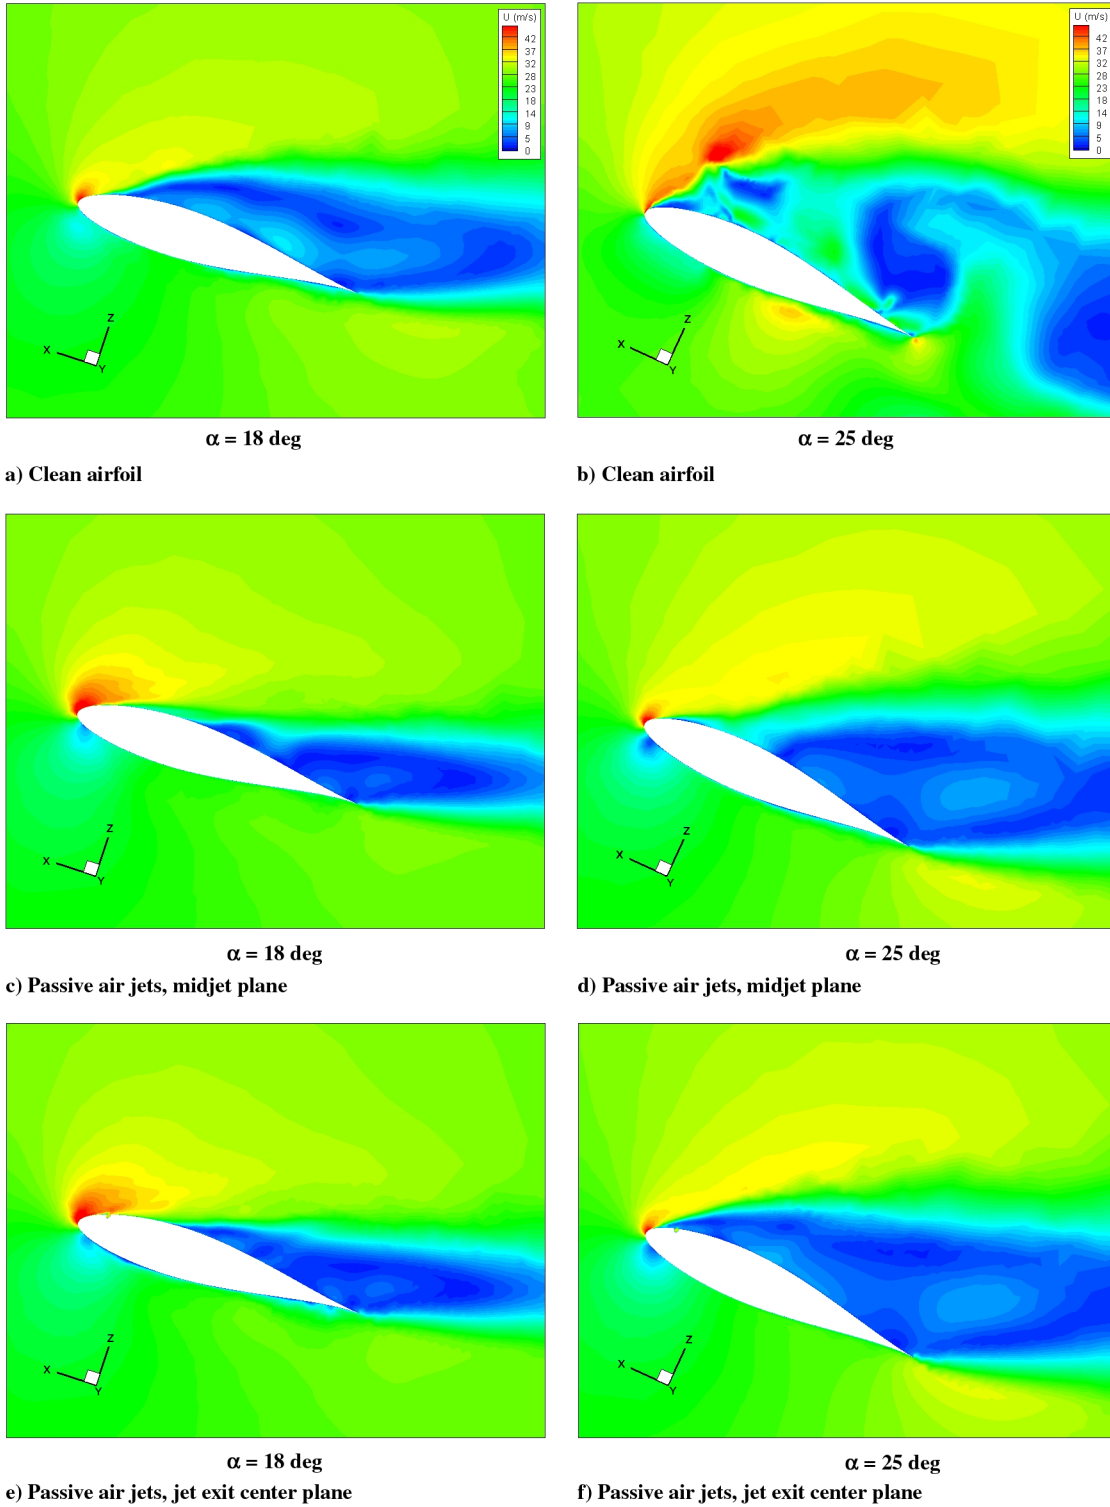 U (m/s)
42
37
32
28
23
18
14
9
5
0
Z
X
Y
α = 18 deg
a) Clean airfoil
U (m/s)
42
37
32
28
23
18
14
9
5
0
Z
X
Y
α = 25 deg
b) Clean airfoil
Z
X
Y
α = 18 deg
c) Passive air jets, midjet plane
Z
X
Y
α = 25 deg
d) Passive air jets, midjet plane
Z
X
Y
α = 18 deg
e) Passive air jets, jet exit center plane
Z
X
Y
α = 25 deg
f) Passive air jets, jet exit center plane